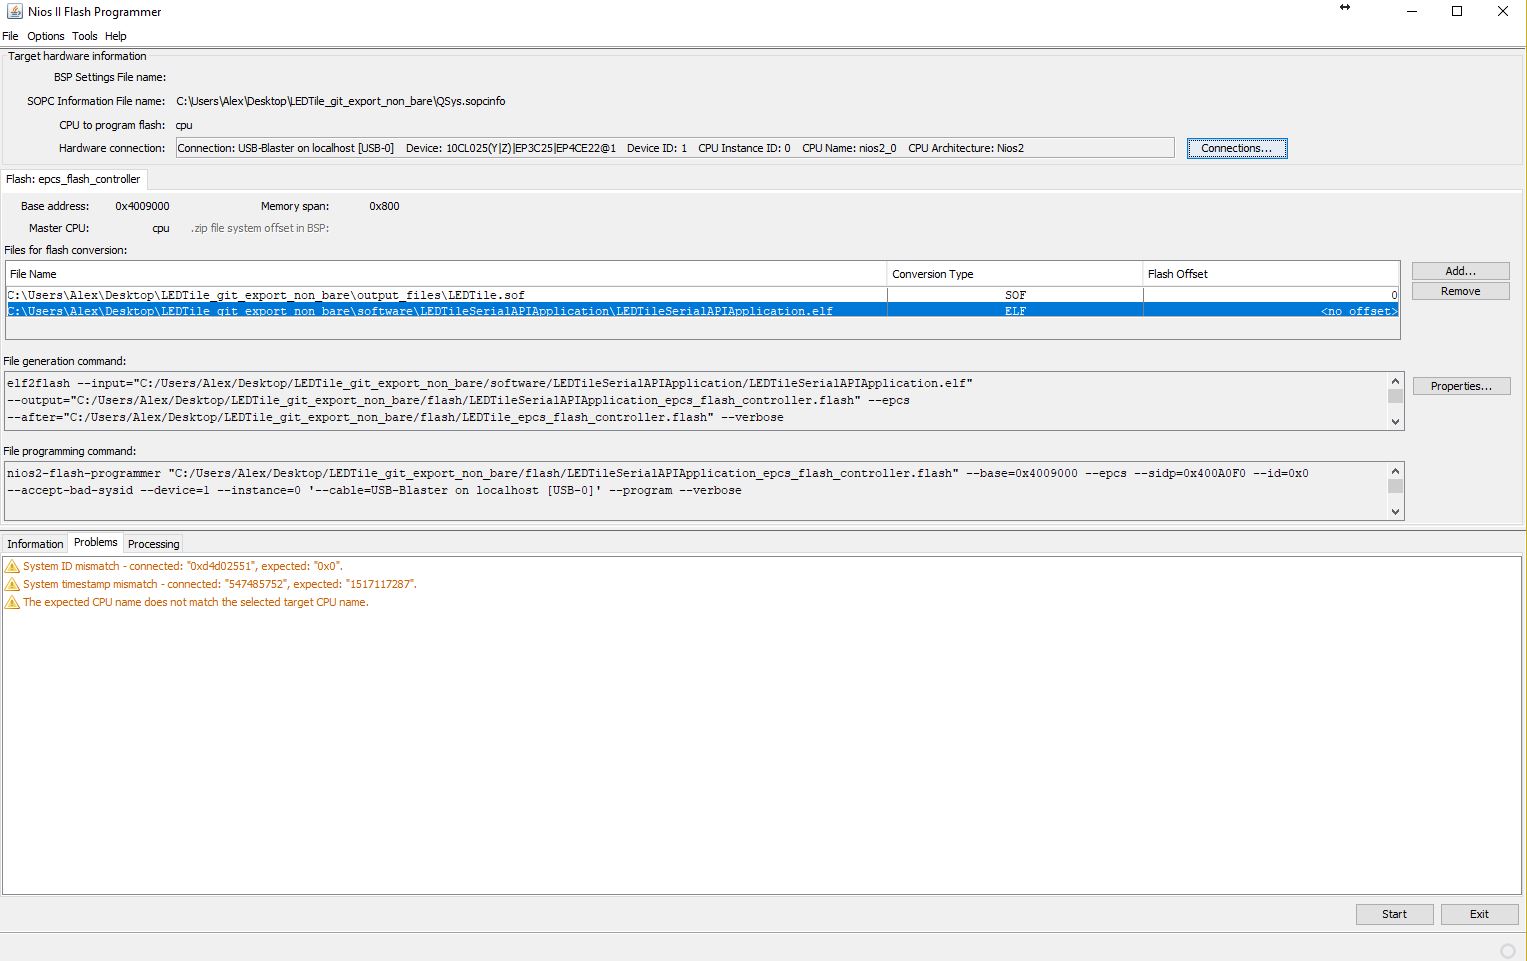 Nios II Flash Programmer
File Options Tools Help
Target hardware information
BSP Settings File name:
SOPC Information File name: C:\Users\Alex\Desktop\LEDTile_git_export_non_bare\QSys.sopcinfo
CPU to program flash: cpu
Hardware connection: Connection: USB-Blaster on localhost [USB-0] Device: 10CL025(Y|Z)|EP3C25|EP4CE22@1 Device ID: 1 CPU Instance ID: 0 CPU Name: nios2_0 CPU Architecture: Nios2 Connections...
Flash: epcs_flash_controller
Base address: 0x4009000 Memory span: 0x800
Master CPU: cpu .zip file system offset in BSP:
Files for flash conversion:
File Name Conversion Type Flash Offset Add...
C:\Users\Alex\Desktop\LEDTile_git_export_non_bare\output_files\LEDTile.sof SOF 0 Remove
C:\Users\Alex\Desktop\LEDTile_git_export_non_bare\software\LEDTileSerialAPIApplication\LEDTileSerialAPIApplication.elf ELF <no offset>
File generation command:
elf2flash --input="C:/Users/Alex/Desktop/LEDTile_git_export_non_bare/software/LEDTileSerialAPIApplication/LEDTileSerialAPIApplication.elf" Properties...
--output="C:/Users/Alex/Desktop/LEDTile_git_export_non_bare/flash/LEDTileSerialAPIApplication_epcs_flash_controller.flash" --epcs
--after="C:/Users/Alex/Desktop/LEDTile_git_export_non_bare/flash/LEDTile_epcs_flash_controller.flash" --verbose
File programming command:
nios2-flash-programmer "C:/Users/Alex/Desktop/LEDTile_git_export_non_bare/flash/LEDTileSerialAPIApplication_epcs_flash_controller.flash" --base=0x4009000 --epcs --sidp=0x400A0F0 --id=0x0
--accept-bad-sysid --device=1 --instance=0 '--cable=USB-Blaster on localhost [USB-0]' --program --verbose
Information Problems Processing
System ID mismatch - connected: "0xd4d02551", expected: "0x0".
System timestamp mismatch - connected: "547485752", expected: "1517117287".
The expected CPU name does not match the selected target CPU name.
Start Exit